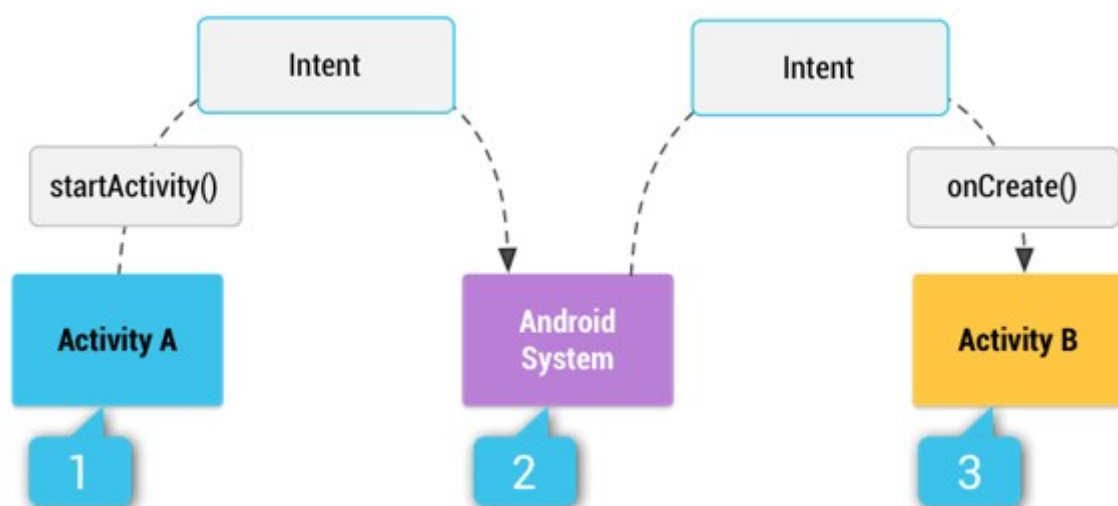 Intent
Intent
startActivity()
onCreate()
Activity A
Android
System
Activity B
1
2
3